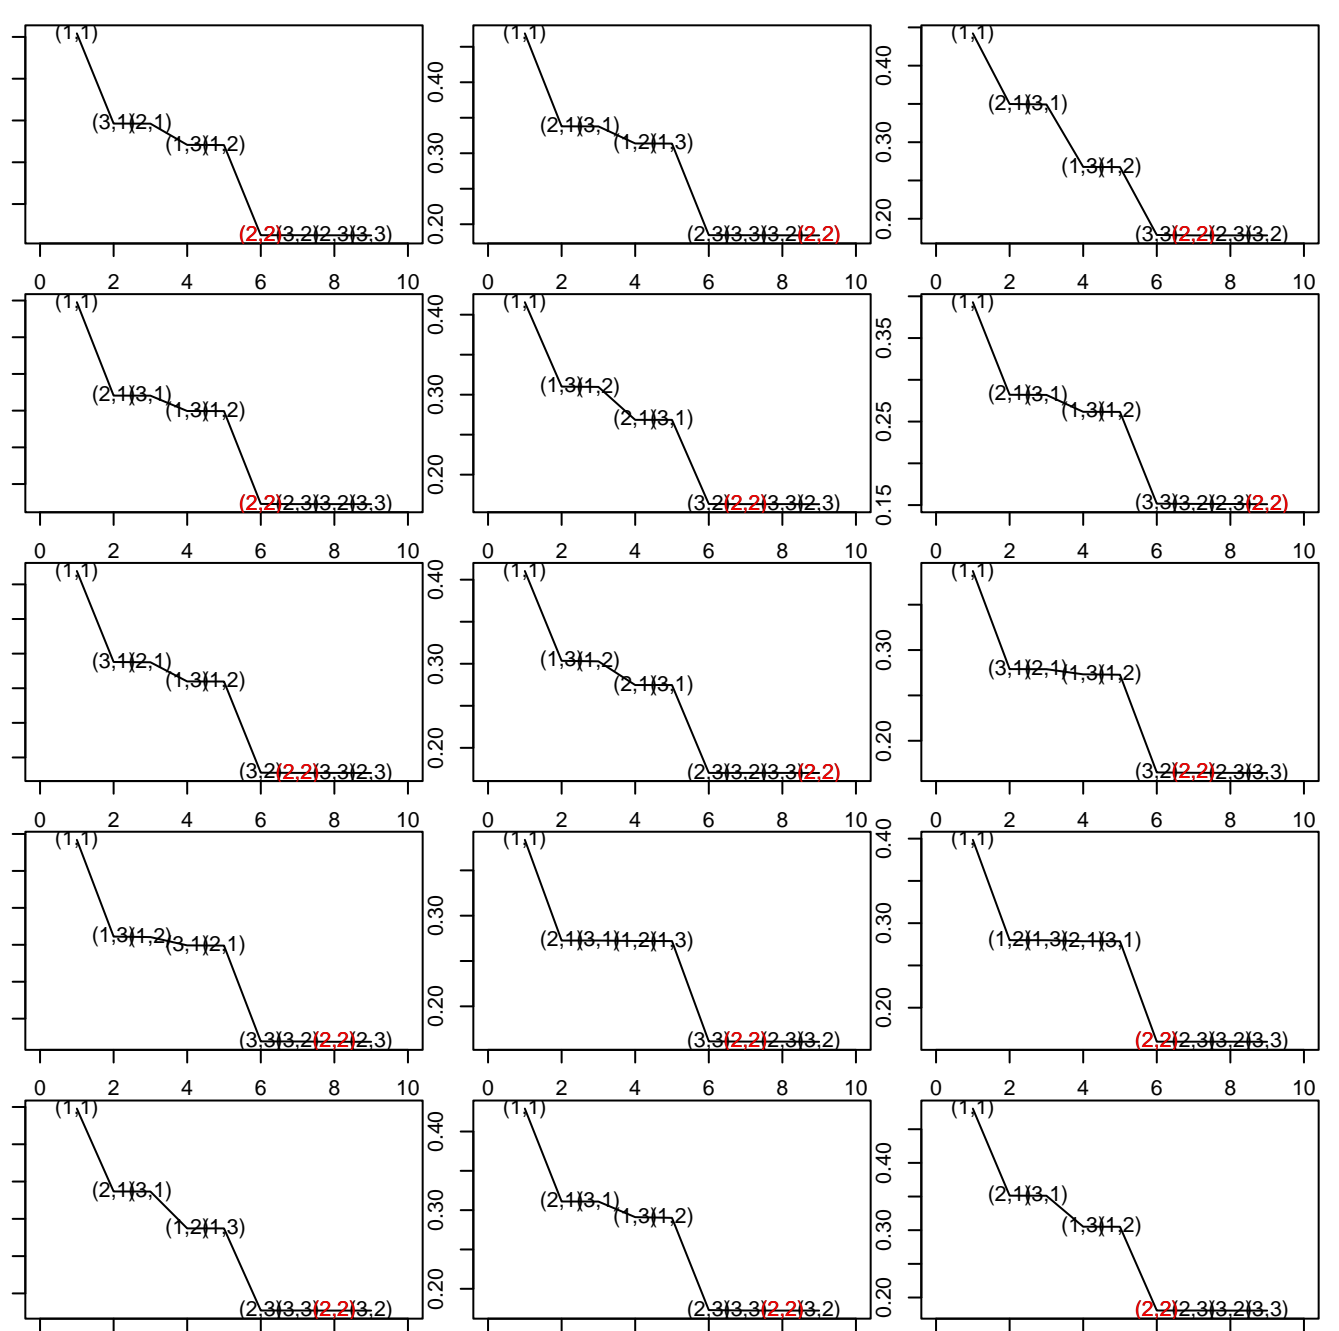 (1,1) (1,1) (1,1)
0.40 0.40
(3,1) (2,1) (2,1) (3,1) (2,1) (3,1)
(1,3) (1,2) (1,2) (1,3) (1,3) (1,2)
0.30 0.30
0.20 0.20
(2,2) (3,2) (2,3) (3,3) (2,3) (3,3) (3,2) (2,2) (3,3) (2,2) (2,3) (3,2)
0 2 4 6 8 10 0 2 4 6 8 10 0 2 4 6 8 10
(1,1) (1,1) (1,1)
0.40 0.35
(2,1) (3,1) (1,3) (1,2) (2,1) (3,1)
(1,3) (1,2) (2,1) (3,1) (1,3) (1,2)
0.30 0.25
0.20 0.15
(2,2) (2,3) (3,2) (3,3) (3,2) (2,2) (3,3) (2,3) (3,3) (3,2) (2,3) (2,2)
0 2 4 6 8 10 0 2 4 6 8 10 0 2 4 6 8 10
(1,1) (1,1) (1,1)
0.40
(3,1) (2,1) (1,3) (1,2) (3,1) (2,1)
(1,3) (1,2) (2,1) (3,1) (1,3) (1,2)
0.30 0.30
0.20 0.20
(3,2) (2,2) (3,3) (2,3) (2,3) (3,2) (3,3) (2,2) (3,2) (2,2) (2,3) (3,3)
0 2 4 6 8 10 0 2 4 6 8 10 0 2 4 6 8 10
(1,1) (1,1) (1,1)
0.40
(1,3) (1,2) (3,1) (2,1) (2,1) (3,1) (1,2) (1,3) (1,2) (1,3) (2,1) (3,1)
0.30 0.30
0.20 0.20
(3,3) (3,2) (2,2) (2,3) (3,3) (2,2) (2,3) (3,2) (2,2) (2,3) (3,2) (3,3)
0 2 4 6 8 10 0 2 4 6 8 10 0 2 4 6 8 10
(1,1) (1,1) (1,1)
0.40 0.40
(2,1) (3,1) (2,1) (3,1) (2,1) (3,1)
(1,2) (1,3) (1,3) (1,2) (1,3) (1,2)
0.30 0.30
0.20 0.20
(2,3) (3,3) (2,2) (3,2) (2,3) (3,3) (2,2) (3,2) (2,2) (2,3) (3,2) (3,3)